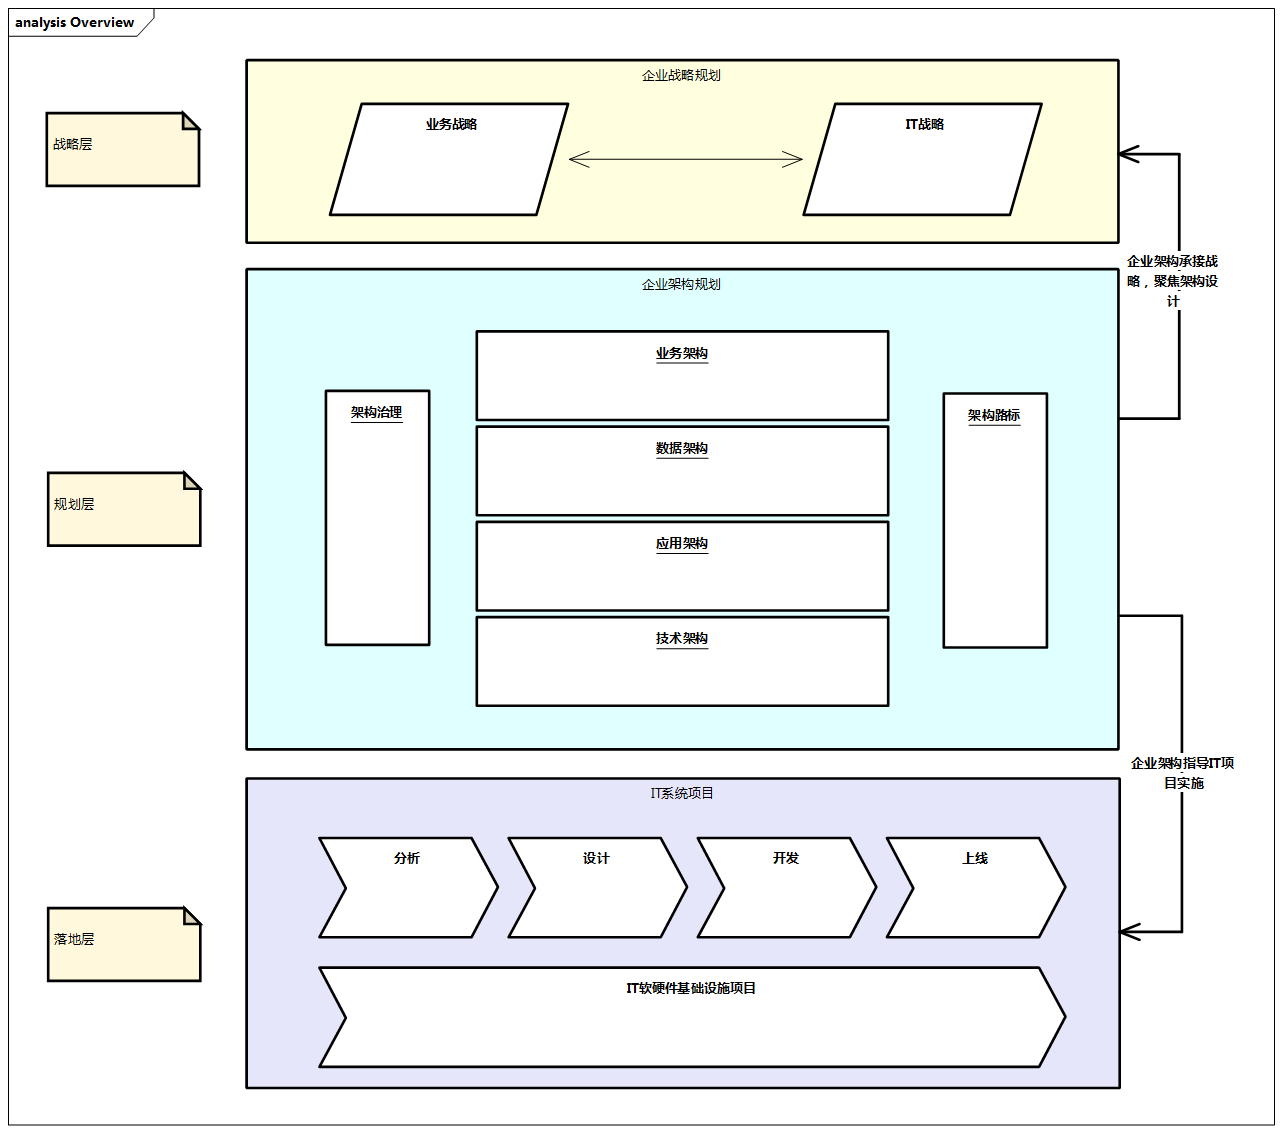 analysis Overview
企业战略规划
战略层
业务战略
IT战略
企业架构承接战
略，聚焦架构设
计
企业架构规划
规划层
架构治理
业务架构
数据架构
应用架构
技术架构
架构路标
企业架构指导IT项
目实施
IT系统项目
落地层
分析
设计
开发
上线
IT软硬件基础设施项目